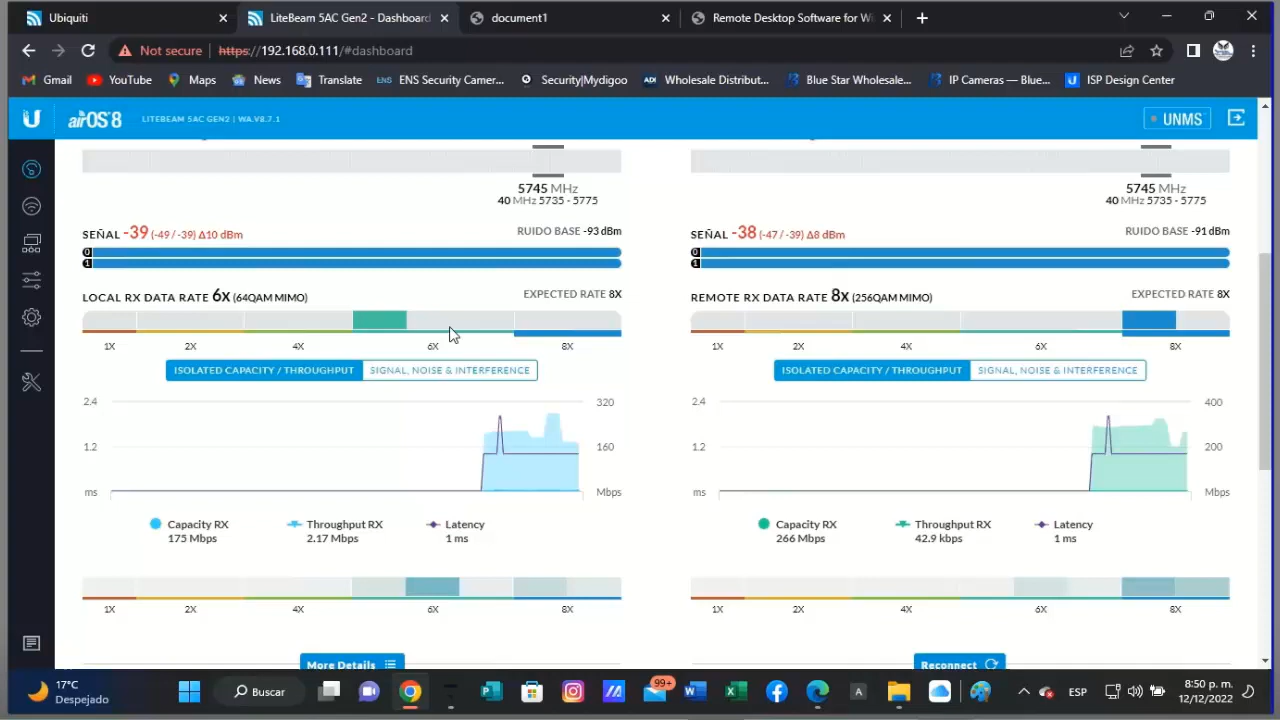 Ubiquiti
LiteBeam 5AC Gen2 - Dashboard
document1
Remote Desktop Software for Wi
Not secure
https://192.168.0.111/#dashboard
Gmail
YouTube
Maps
News
Translate
ENS Security Camer...
Security|Mydigoo
Wholesale Distribut...
Blue Star Wholesale...
IP Cameras — Blue...
ISP Design Center
airOS 8
LITEBEAM 5AC GEN2 | WA.V8.7.1
UNMS
5745 MHz
40 MHz 5735 - 5775
5745 MHz
40 MHz 5735 - 5775
SEÑAL -39 (-49 / -39) Δ10 dBm
RUIDO BASE -93 dBm
SEÑAL -38 (-47 / -39) Δ8 dBm
RUIDO BASE -91 dBm
0
1
0
1
LOCAL RX DATA RATE 6x (64QAM MIMO)
EXPECTED RATE 8X
REMOTE RX DATA RATE 8x (256QAM MIMO)
EXPECTED RATE 8X
1X 2X 4X 6X 8X
1X 2X 4X 6X 8X
ISOLATED CAPACITY / THROUGHPUT
SIGNAL, NOISE & INTERFERENCE
ISOLATED CAPACITY / THROUGHPUT
SIGNAL, NOISE & INTERFERENCE
2.4
320
2.4
400
1.2
160
1.2
200
ms
Mbps
ms
Mbps
Capacity RX
175 Mbps
Throughput RX
2.17 Mbps
Latency
1 ms
Capacity RX
266 Mbps
Throughput RX
42.9 kbps
Latency
1 ms
1X 2X 4X 6X 8X
1X 2X 4X 6X 8X
More Details
Reconnect
17°C
Despejado
Buscar
99+
ESP
8:50 p. m.
12/12/2022